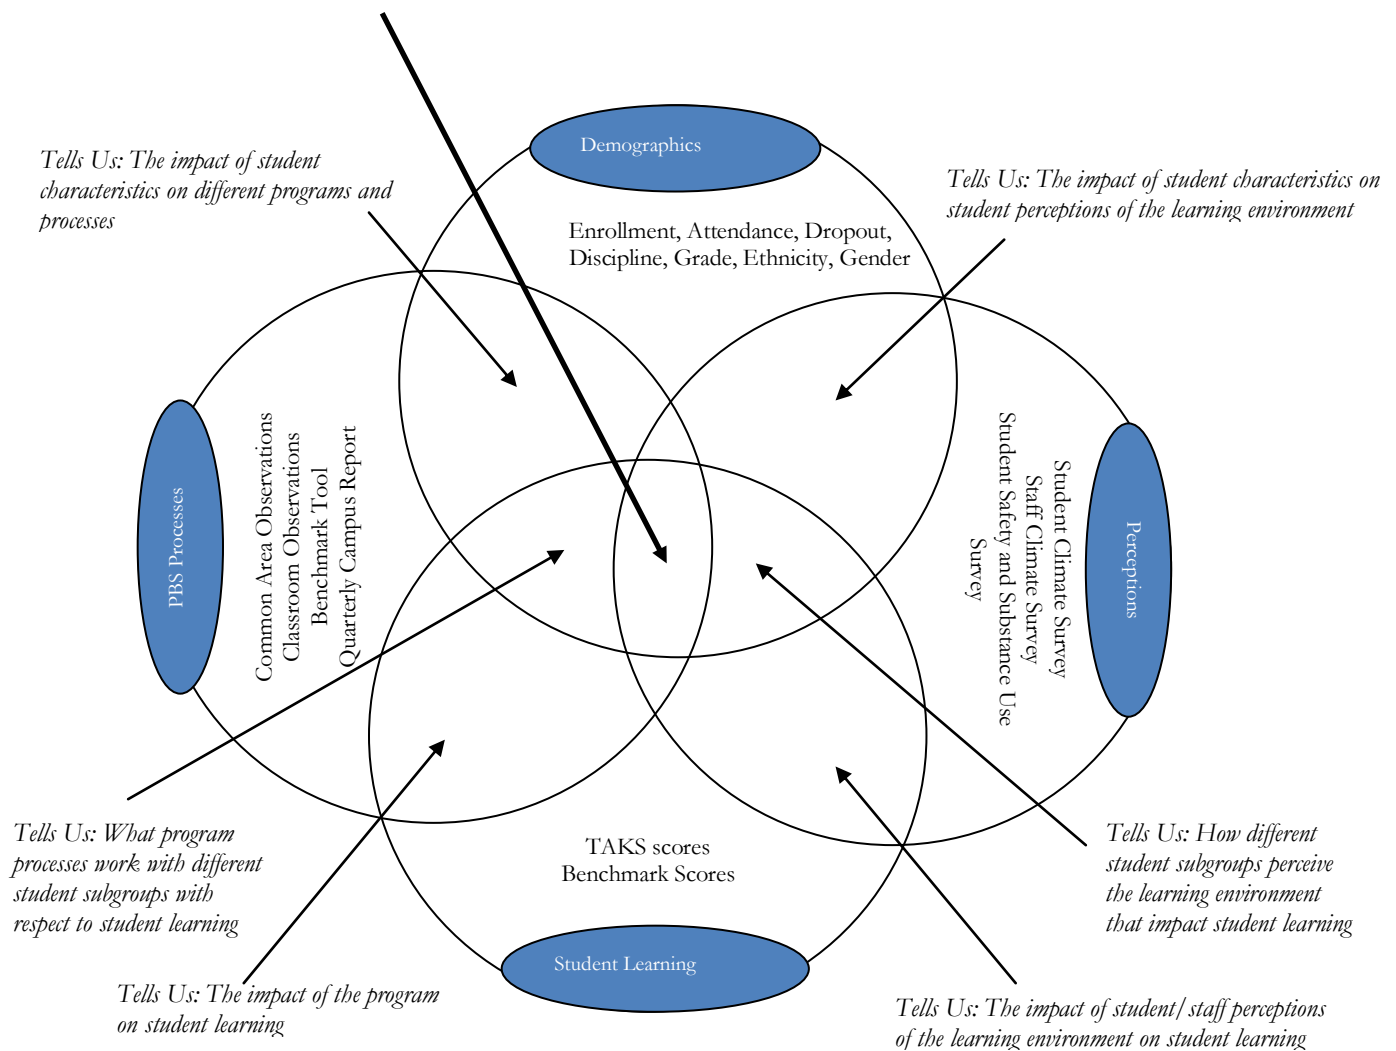 Demographics
Tells Us: The impact of student
characteristics on different programs and
processes
Tells Us: The impact of student characteristics on
student perceptions of the learning environment
Enrollment, Attendance, Dropout,
Discipline, Grade, Ethnicity, Gender
PBS Processes
Common Area Observations
Classroom Observations
Benchmark Tool
Quarterly Campus Report
Perceptions
Student Climate Survey
Staff Climate Survey
Student Safety and Substance Use
Survey
Tells Us: What program
processes work with different
student subgroups with
respect to student learning
TAKS scores
Benchmark Scores
Tells Us: How different
student subgroups perceive
the learning environment
that impact student learning
Student Learning
Tells Us: The impact of the program
on student learning
Tells Us: The impact of student/staff perceptions
of the learning environment on student learning